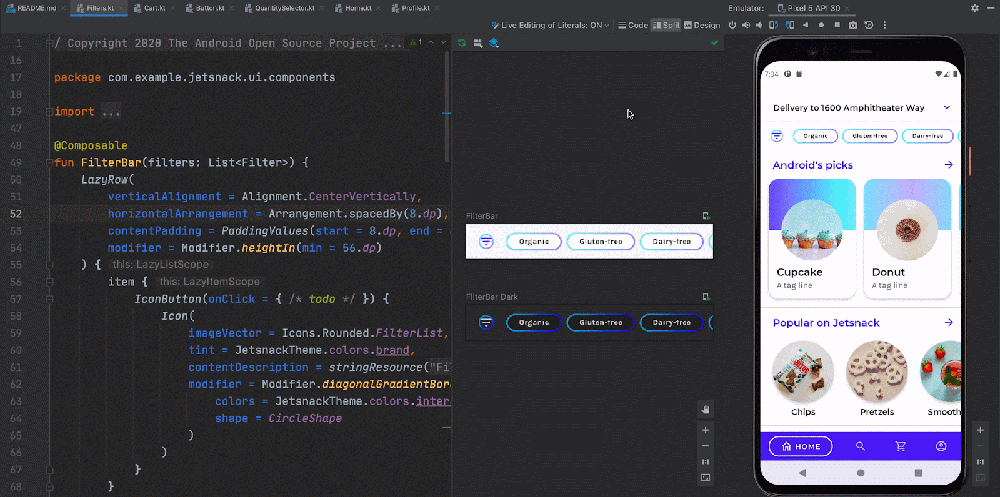 README.md Filters.kt Cart.kt Button.kt QuantitySelector.kt Home.kt Profile.kt
Emulator: Pixel 5 API 30
Live Editing of Literals: ON Code Split Design
1 / Copyright 2020 The Android Open Source Project ... 1
16
17 package com.example.jetsnack.ui.components
18
19 import ...
47
48 @Composable
49 fun FilterBar(filters: List<Filter>) {
50 LazyRow(
51 verticalAlignment = Alignment.CenterVertically,
52 horizontalArrangement = Arrangement.spacedBy(8.dp),
53 contentPadding = PaddingValues(start = 8.dp, end = 8
54 modifier = Modifier.heightIn(min = 56.dp)
55 ) { this: LazyListScope
56 item { this: LazyItemScope
57 IconButton(onClick = { /* todo */ }) {
58 Icon(
59 imageVector = Icons.Rounded.FilterList,
60 tint = JetsnackTheme.colors.brand,
61 contentDescription = stringResource("Fil
62 modifier = Modifier.diagonalGradientBord
63 colors = JetsnackTheme.colors.intera
64 shape = CircleShape
65 )
66 )
67 }
68 }
FilterBar
Organic Gluten-free Dairy-free
FilterBar Dark
Organic Gluten-free Dairy-free
1:1
7:04
Delivery to 1600 Amphitheater Way
Organic Gluten-free Dairy-free
Android's picks
Cupcake
A tag line
Donut
A tag line
Popular on Jetsnack
Chips Pretzels Smooth
HOME
1:1